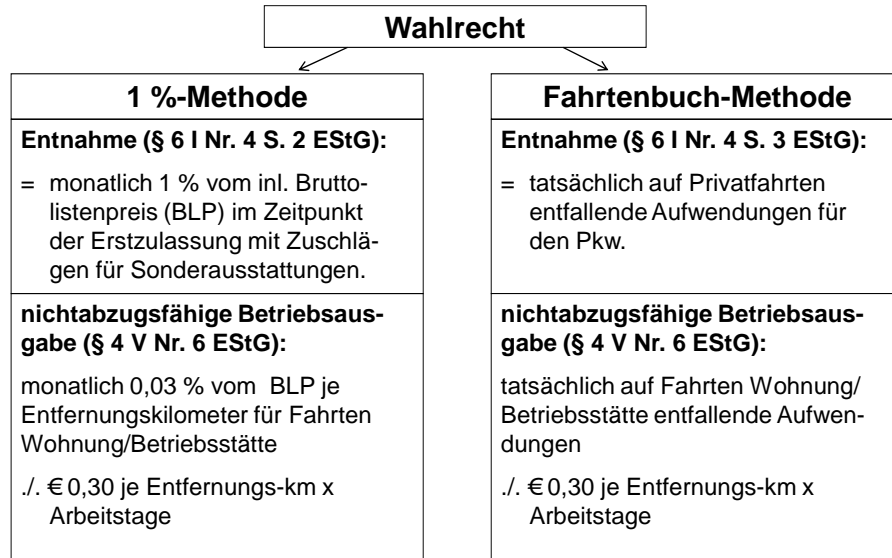 Wahlrecht
1 %-Methode
Entnahme (§ 6 I Nr. 4 S. 2 EStG):
= monatlich 1 % vom inl. Brutto-
listenpreis (BLP) im Zeitpunkt
der Erstzulassung mit Zuschlä-
gen für Sonderausstattungen.
nichtabzugsfähige Betriebsaus-
gabe (§ 4 V Nr. 6 EStG):
monatlich 0,03 % vom BLP je
Entfernungskilometer für Fahrten
Wohnung/Betriebsstätte
./. € 0,30 je Entfernungs-km x
Arbeitstage
Fahrtenbuch-Methode
Entnahme (§ 6 I Nr. 4 S. 3 EStG):
= tatsächlich auf Privatfahrten
entfallende Aufwendungen für
den Pkw.
nichtabzugsfähige Betriebsaus-
gabe (§ 4 V Nr. 6 EStG):
tatsächlich auf Fahrten Wohnung/
Betriebsstätte entfallende Aufwen-
dungen
./. € 0,30 je Entfernungs-km x
Arbeitstage